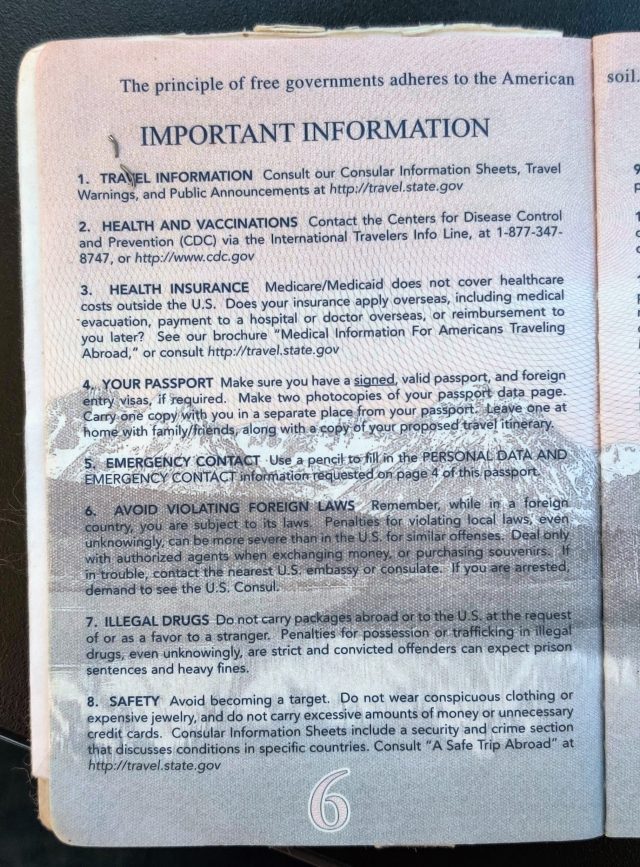 The principle of free governments adheres to the American soil.
IMPORTANT INFORMATION
1. TRAVEL INFORMATION Consult our Consular Information Sheets, Travel
Warnings, and Public Announcements at http://travel.state.gov
2. HEALTH AND VACCINATIONS Contact the Centers for Disease Control
and Prevention (CDC) via the International Travelers Info Line, at 1-877-347-
8747, or http://www.cdc.gov
3. HEALTH INSURANCE Medicare/Medicaid does not cover healthcare
costs outside the U.S. Does your insurance apply overseas, including medical
evacuation, payment to a hospital or doctor overseas, or reimbursement to
you later? See our brochure "Medical Information For Americans Traveling
Abroad," or consult http://travel.state.gov
4. YOUR PASSPORT Make sure you have a signed, valid passport, and foreign
entry visas, if required. Make two photocopies of your passport data page.
Carry one copy with you in a separate place from your passport. Leave one at
home with family/friends, along with a copy of your proposed travel itinerary.
5. EMERGENCY CONTACT Use a pencil to fill in the PERSONAL DATA AND
EMERGENCY CONTACT information requested on page 4 of this passport.
6. AVOID VIOLATING FOREIGN LAWS Remember, while in a foreign
country, you are subject to its laws. Penalties for violating local laws, even
unknowingly, can be more severe than in the U.S. for similar offenses. Deal only
with authorized agents when exchanging money, or purchasing souvenirs. If
in trouble, contact the nearest U.S. embassy or consulate. If you are arrested,
demand to see the U.S. Consul.
7. ILLEGAL DRUGS Do not carry packages abroad or to the U.S. at the request
of or as a favor to a stranger. Penalties for possession or trafficking in illegal
drugs, even unknowingly, are strict and convicted offenders can expect prison
sentences and heavy fines.
8. SAFETY Avoid becoming a target. Do not wear conspicuous clothing or
expensive jewelry, and do not carry excessive amounts of money or unnecessary
credit cards. Consular Information Sheets include a security and crime section
that discusses conditions in specific countries. Consult "A Safe Trip Abroad" at
http://travel.state.gov
6